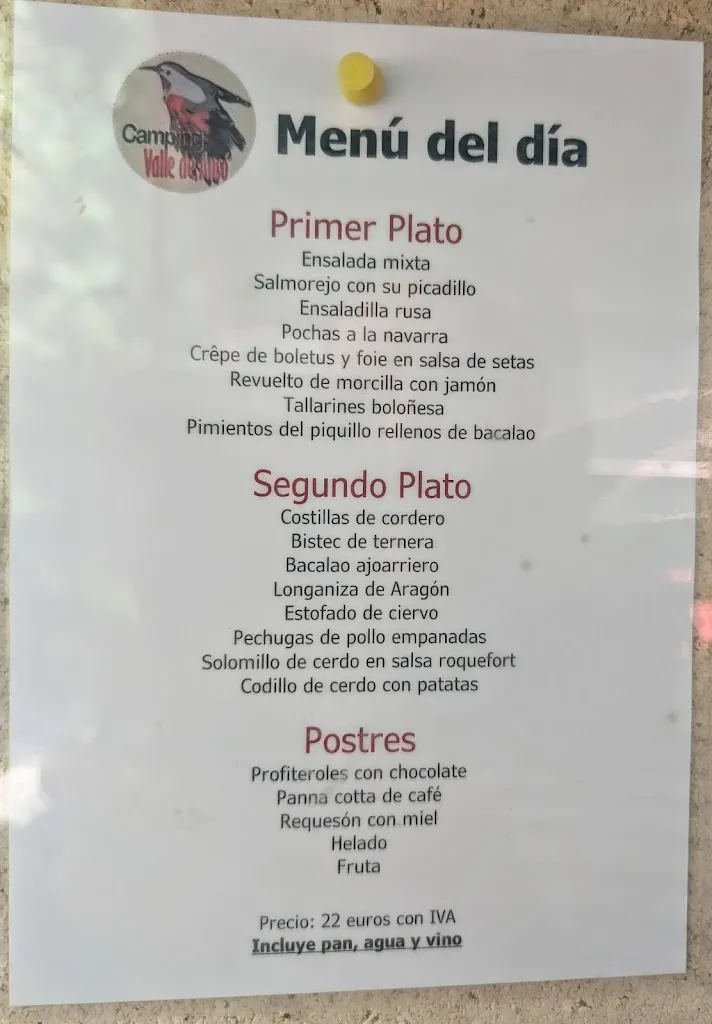 Camping
Valle de
Menú del día
Primer Plato
Ensalada mixta
Salmorejo con su picadillo
Ensaladilla rusa
Pochas a la navarra
Crêpe de boletus y foie en salsa de setas
Revuelto de morcilla con jamón
Tallarines boloñesa
Pimientos del piquillo rellenos de bacalao
Segundo Plato
Costillas de cordero
Bistec de ternera
Bacalao ajoarriero
Longaniza de Aragón
Estofado de ciervo
Pechugas de pollo empanadas
Solomillo de cerdo en salsa roquefort
Codillo de cerdo con patatas
Postres
Profiteroles con chocolate
Panna cotta de café
Requesón con miel
Helado
Fruta
Precio: 22 euros con IVA
Incluye pan, agua y vino